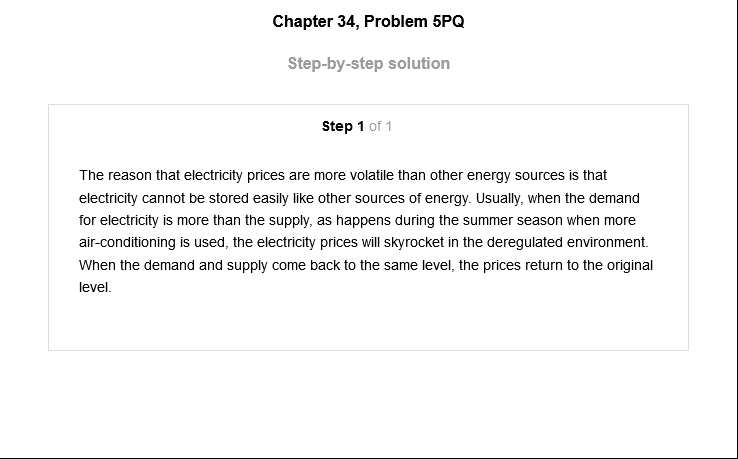 Chapter 34, Problem 5PQ
Step-by-step solution
Step 1 of 1
The reason that electricity prices are more volatile than other energy sources is that
electricity cannot be stored easily like other sources of energy. Usually, when the demand
for electricity is more than the supply, as happens during the summer season when more
air-conditioning is used, the electricity prices will skyrocket in the deregulated environment.
When the demand and supply come back to the same level, the prices return to the original
level.